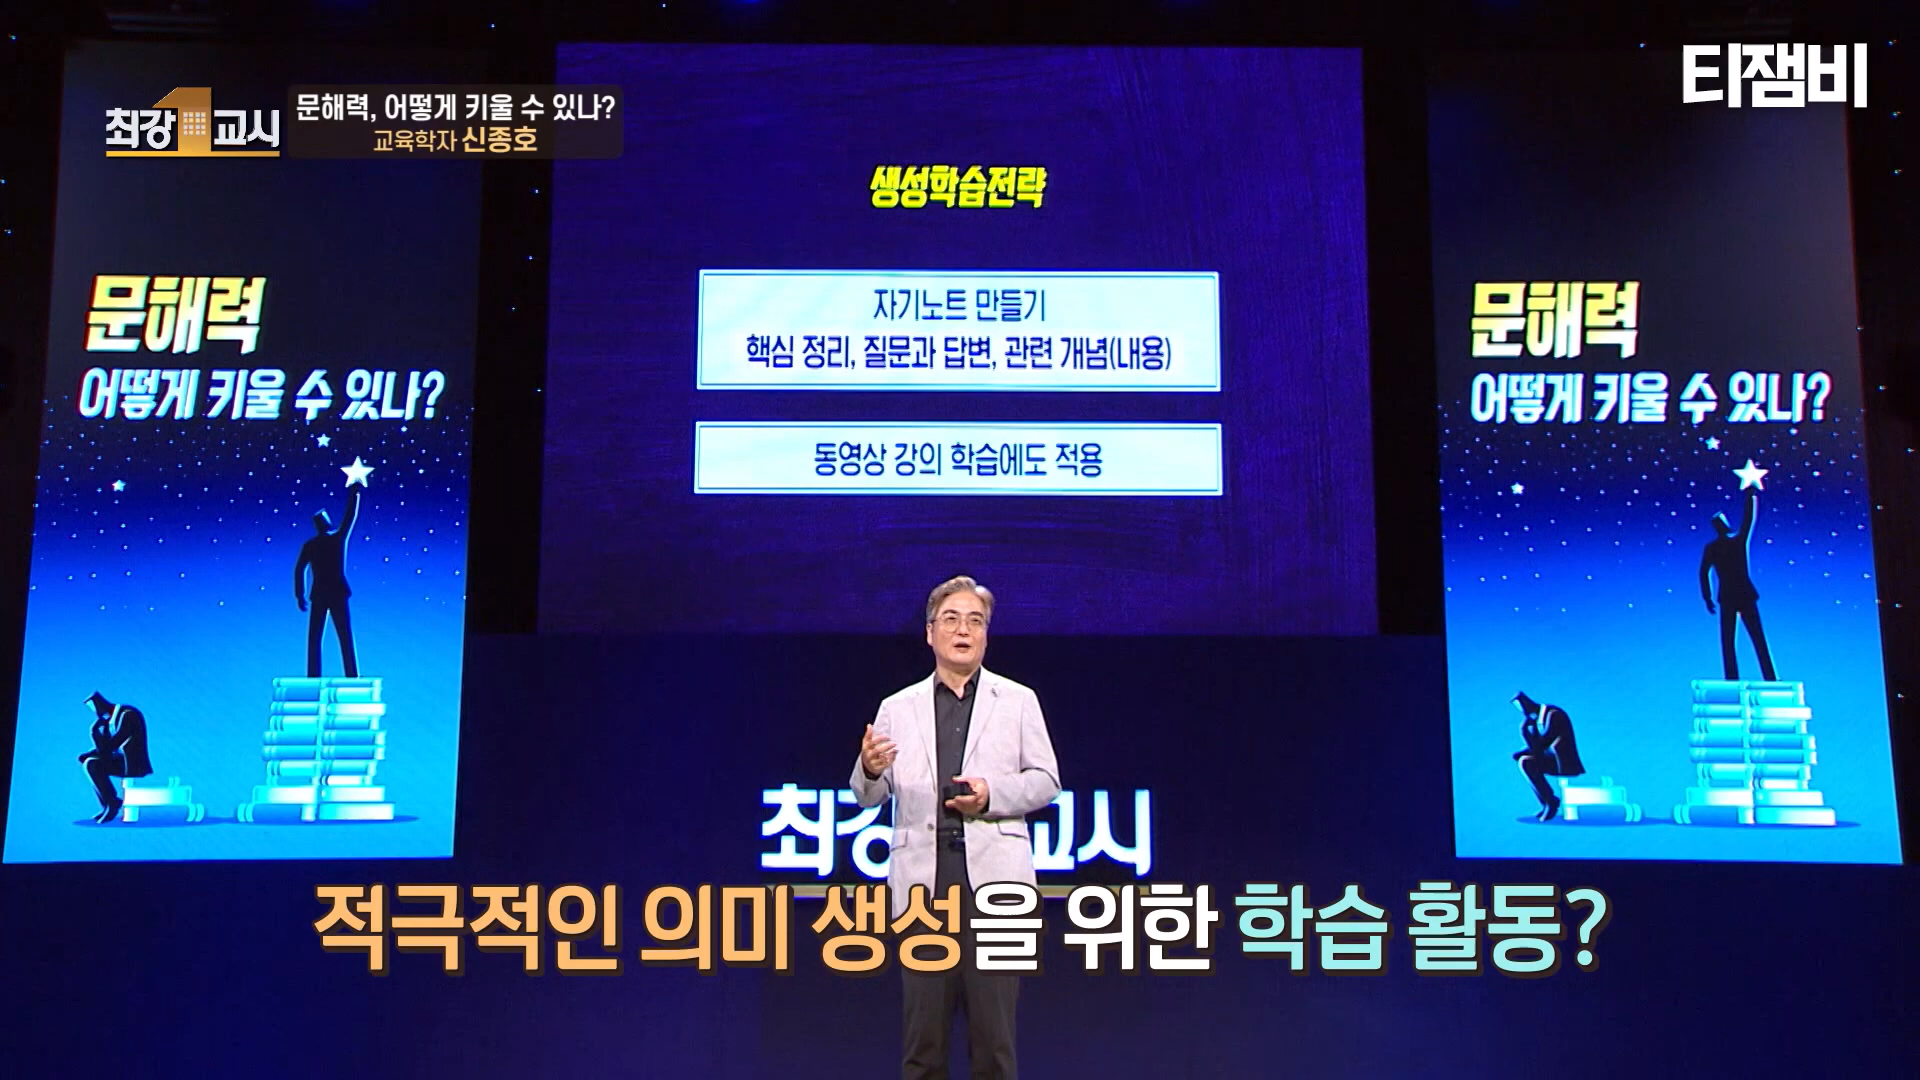 티잼비
최강1교시
문해력, 어떻게 키울 수 있나?
교육학자 신종호
생성학습전략
자기노트 만들기
핵심 정리, 질문과 답변, 관련 개념(내용)
동영상 강의 학습에도 적용
문해력
어떻게 키울 수 있나?
문해력
어떻게 키울 수 있나?
최강 교시
적극적인 의미 생성을 위한 학습 활동?